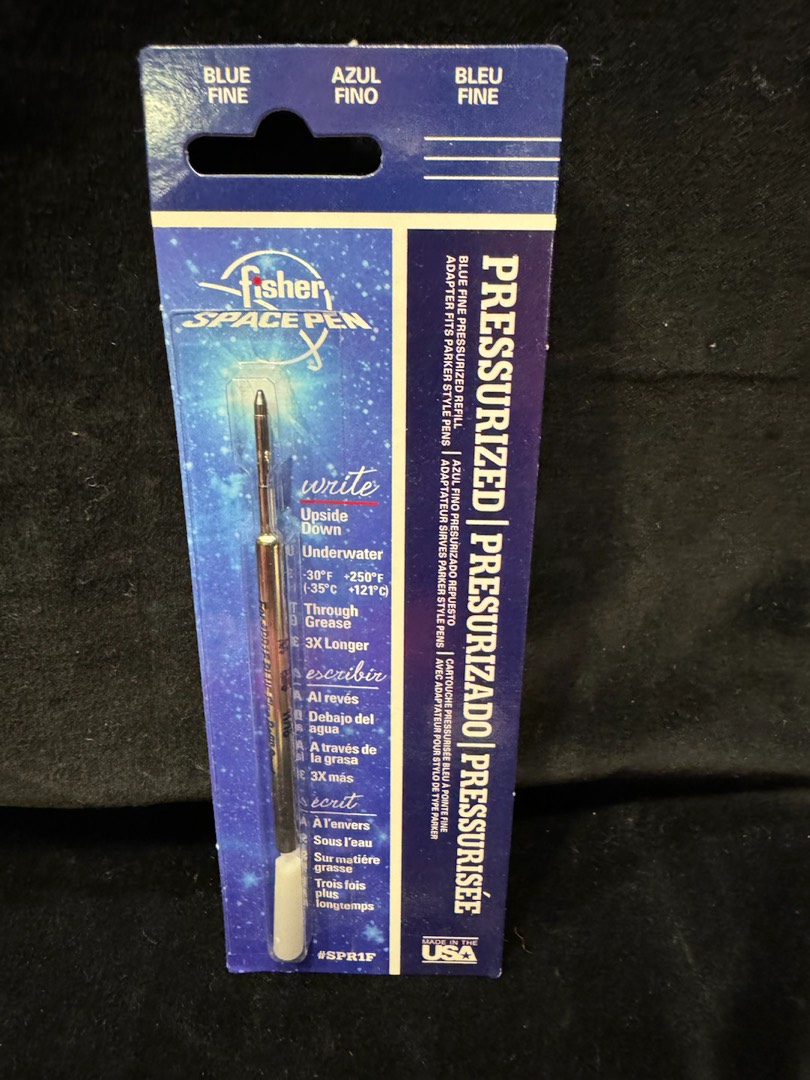 BLUE
FINE
AZUL
FINO
BLEU
FINE
fisher
SPACE PEN
write
Upside
Down
Underwater
-30°F +250°F
(-35°C +121°C)
Through
Grease
3X Longer
escribir
Al revés
Debajo del
agua
A través de
la grasa
3X más
écrit
À l'envers
Sous l'eau
Sur matiére
grasse
Trois fois
plus
longtemps
#SPR1F
PRESSURIZED | PRESURIZADO | PRESSURISÉE
BLUE FINE PRESSURIZED REFILL
ADAPTER FITS PARKER STYLE PENS
AZUL FINO PRESURIZADO REPUESTO
ADAPTATEUR SIRVES PARKER STYLE PENS
CARTOUCHE PRESSURISÉE BLEU À POINTE FINE
AVEC ADAPTATEUR POUR STYLO DE TYPE PARKER
MADE IN THE
USA